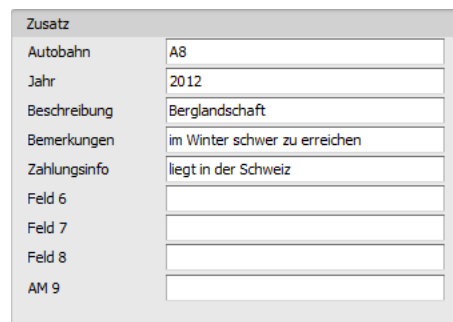 Zusatz
Autobahn A8
Jahr 2012
Beschreibung Berglandschaft
Bemerkungen im Winter schwer zu erreichen
Zahlungsinfo liegt in der Schweiz
Feld 6
Feld 7
Feld 8
AM 9